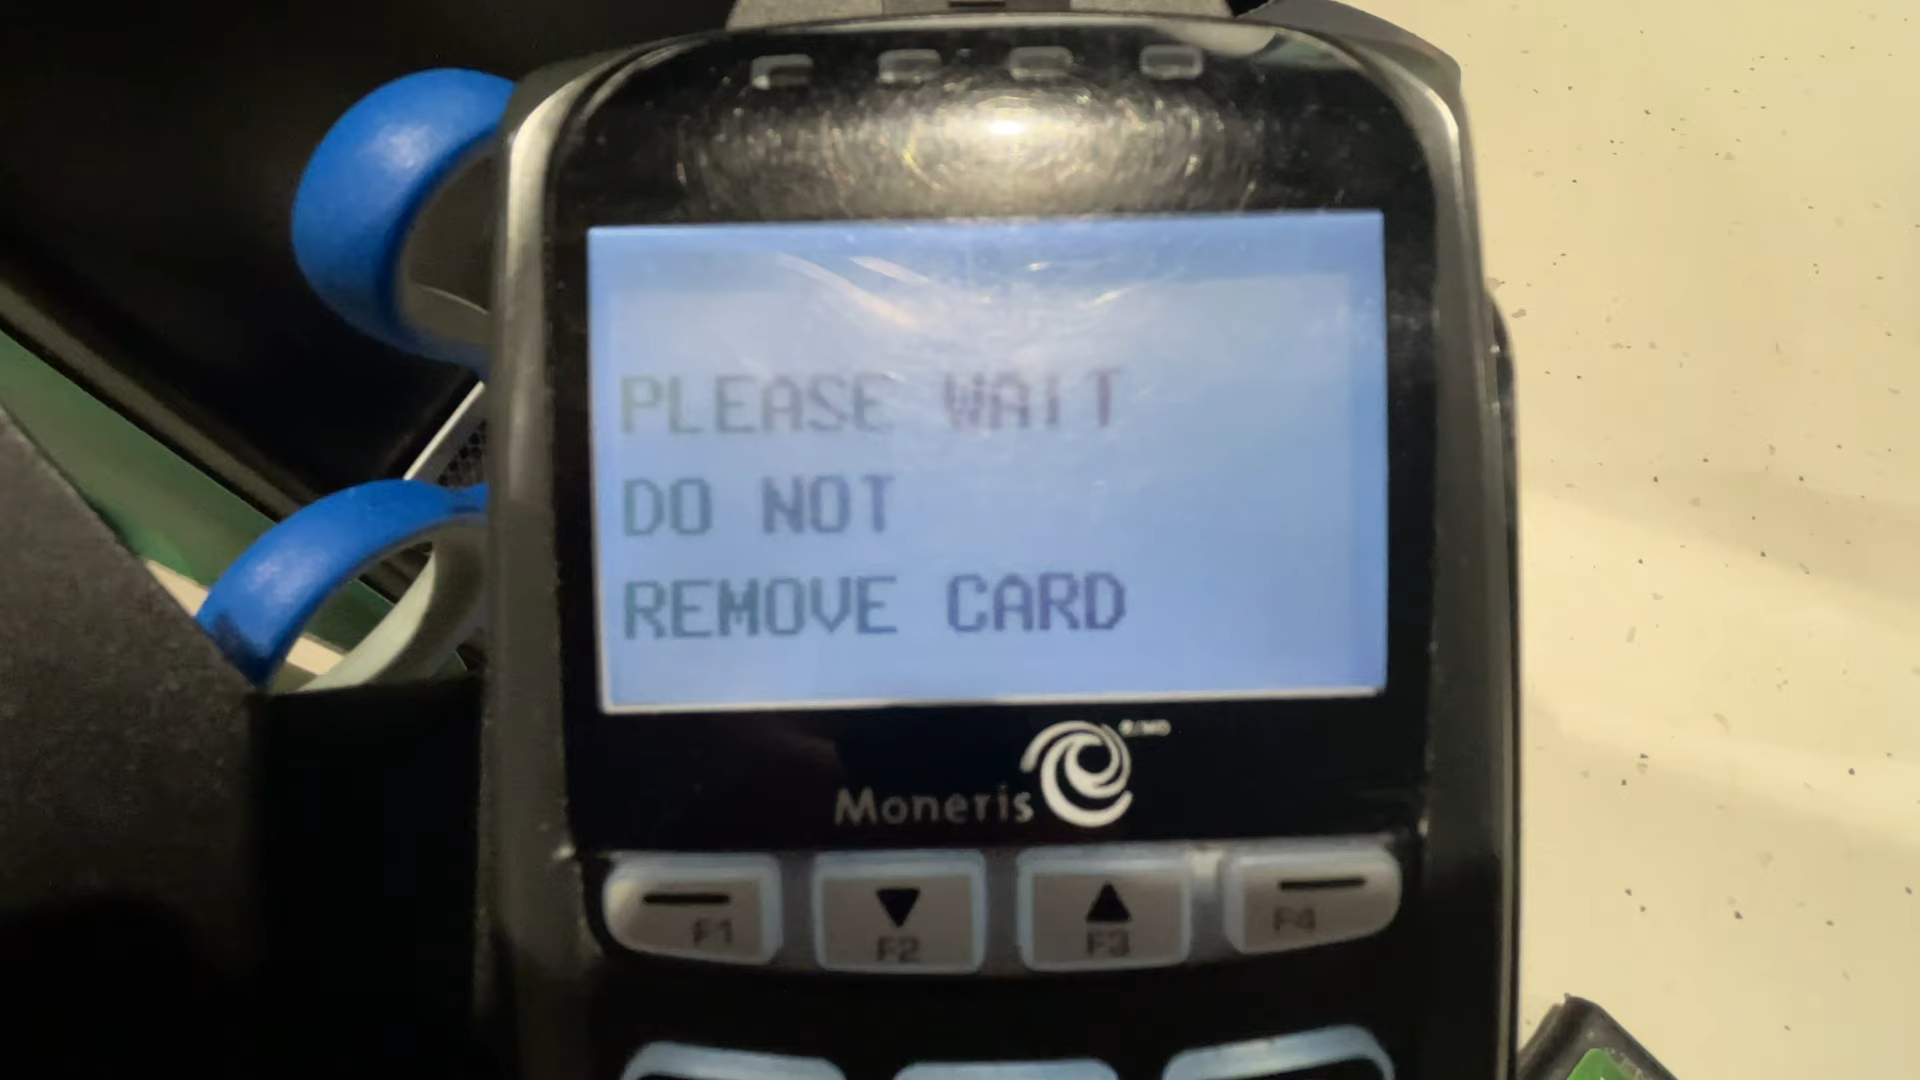 PLEASE WAIT
DO NOT
REMOVE CARD
Moneris
F1
F2
F3
F4